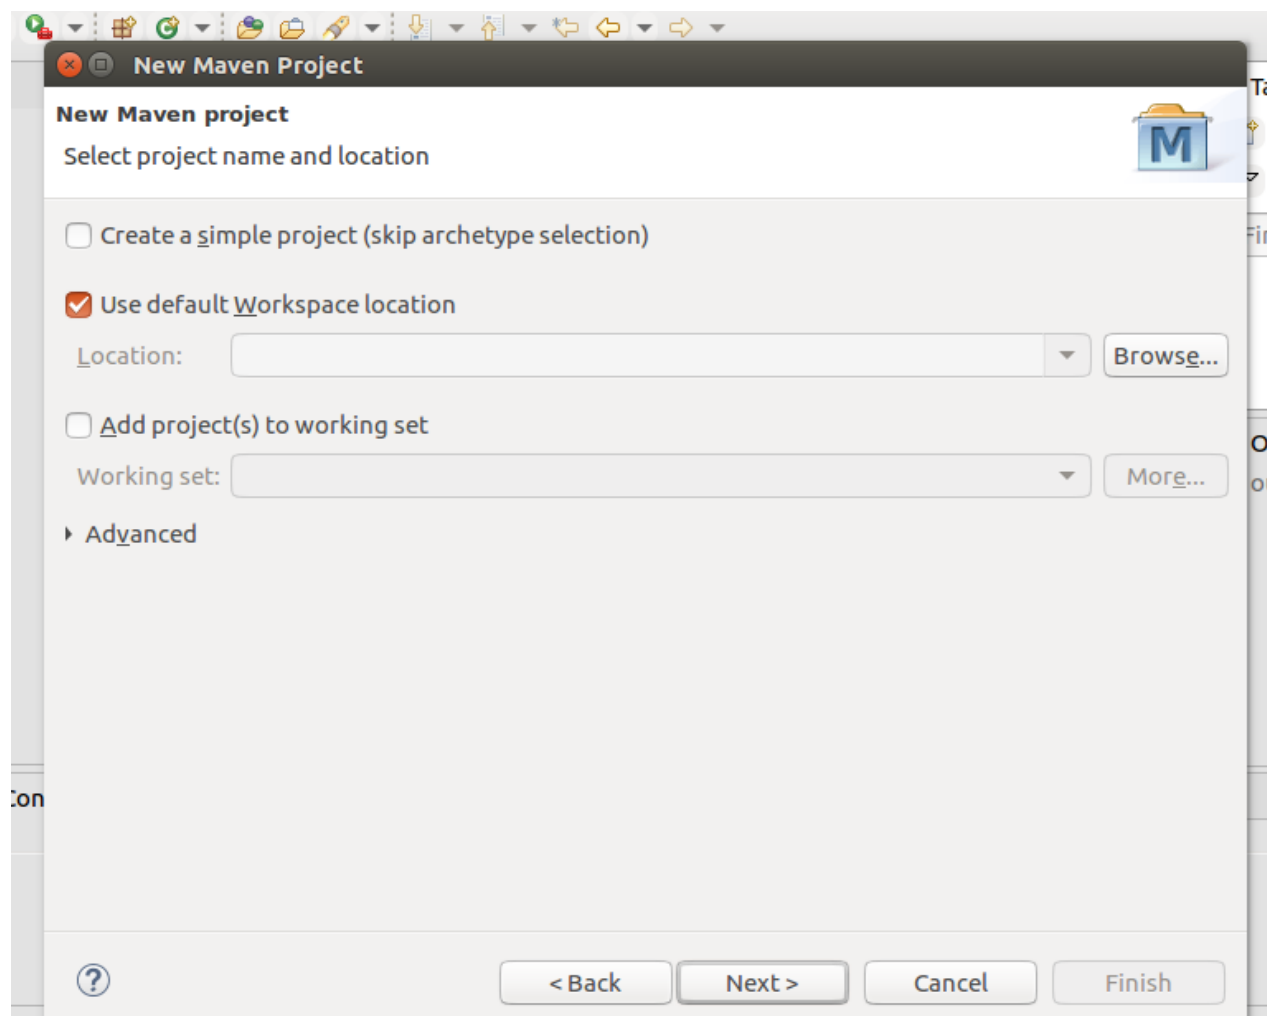 New Maven Project
New Maven project
M
Select project name and location
Create a simple project (skip archetype selection)
Use default Workspace location
Location:
Browse...
Add project(s) to working set
Working set:
More...
Advanced
?
< Back
Next >
Cancel
Finish